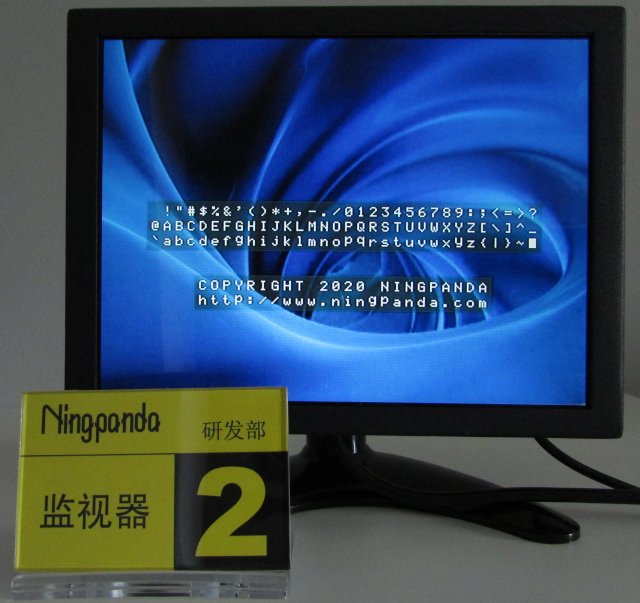 !"#$%&'()*+,-./0123456789:;<=>?
@ABCDEFGHIJKLMNOPQRSTUVWXYZ[\]^_
`abcdefghijklmnopqrstuvwxyz{|}~
COPYRIGHT 2020 NINGPANDA
http://www.ningpanda.com
Ningpanda 研发部
监视器 2